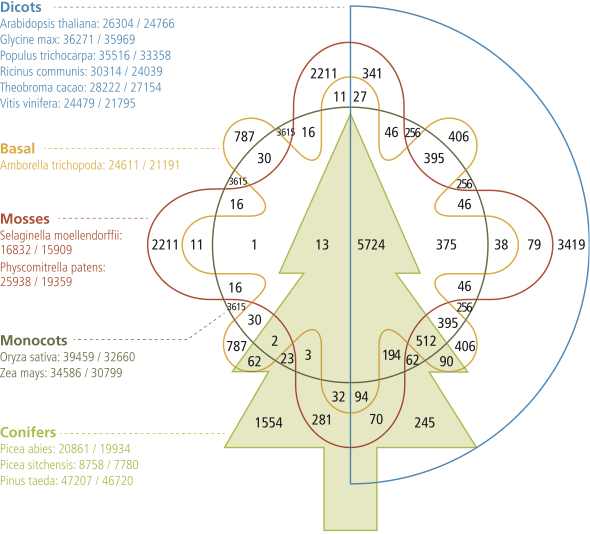 Dicots
Arabidopsis thaliana: 26304 / 24766
Glycine max: 36271 / 35969
Populus trichocarpa: 35516 / 33358
Ricinus communis: 30314 / 24039
Theobroma cacao: 28222 / 27154
Vitis vinifera: 24479 / 21795
Basal
Amborella trichopoda: 24611 / 21191
Mosses
Selaginella moellendorffii:
16832 / 15909
Physcomitrella patens:
25938 / 19359
Monocots
Oryza sativa: 39459 / 32660
Zea mays: 34586 / 30799
Conifers
Picea abies: 20861 / 19934
Picea sitchensis: 8758 / 7780
Pinus taeda: 47207 / 46720
2211 341
11 27
787 3615 16 46 256 406
30 395
3615 256
16 46
2211 11 1 13 5724 375 38 79 3419
16 46
3615 256
30 395
787 2 3 194 512 406
62 23 62 90
32 94
1554 281 70 245